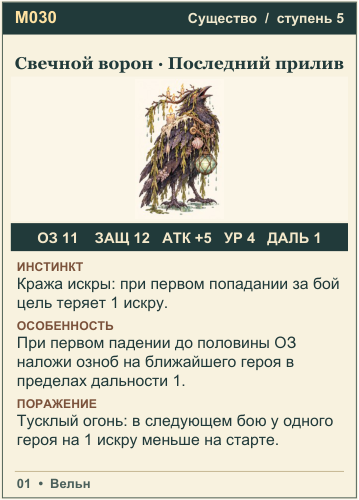 M030 Существо / ступень 5
Свечной ворон · Последний прилив
ОЗ 11 ЗАЩ 12 АТК +5 УР 4 ДАЛЬ 1
ИНСТИНКТ
Кража искры: при первом попадании за бой
цель теряет 1 искру.
ОСОБЕННОСТЬ
При первом падении до половины ОЗ
наложи озноб на ближайшего героя в
пределах дальности 1.
ПОРАЖЕНИЕ
Тусклый огонь: в следующем бою у одного
героя на 1 искру меньше на старте.
01 • Вельн